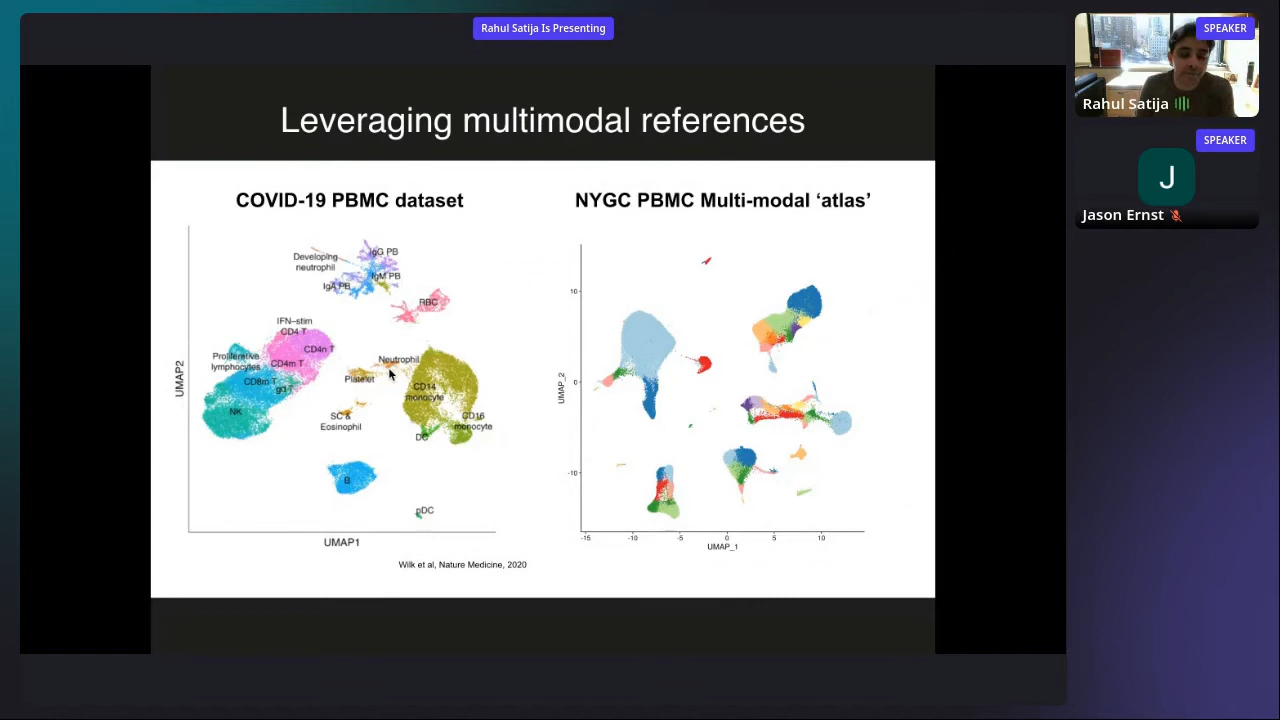 Rahul Satija Is Presenting
SPEAKER
Rahul Satija
SPEAKER
J
Jason Ernst
Leveraging multimodal references
COVID-19 PBMC dataset
NYGC PBMC Multi-modal ‘atlas’
Developing
neutrophil
IgG PB
IgM PB
IgA PB
RBC
IFN–stim
CD4 T
CD4n T
Proliferative
lymphocytes
CD4m T
CD8m T
gd T
NK
Neutrophil
Platelet
CD14
monocyte
SC &
Eosinophil
CD16
monocyte
DC
B
pDC
UMAP2
UMAP1
Wilk et al, Nature Medicine, 2020
10
0
-10
UMAP_2
-15
-10
-5
0
5
10
UMAP_1